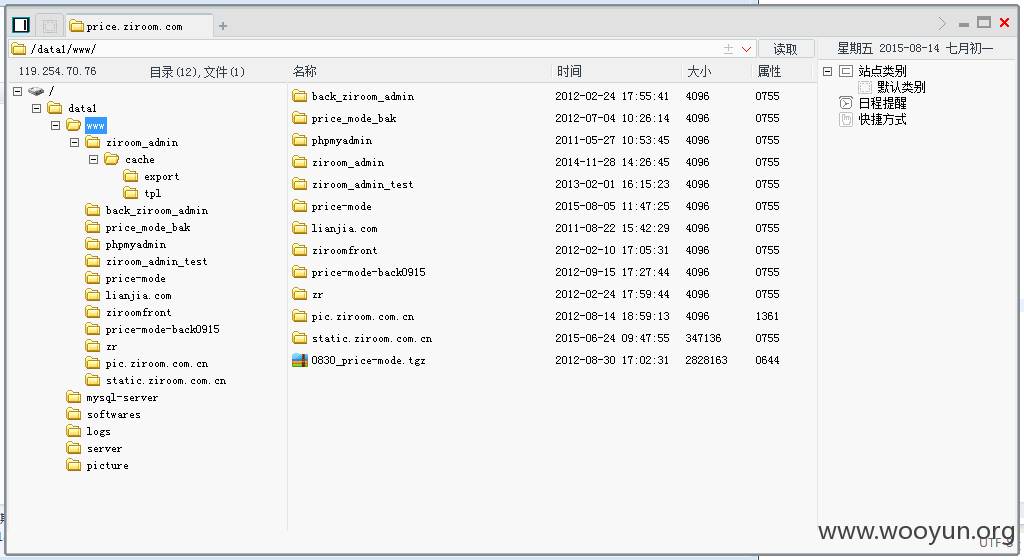 price.ziroom.com
/data1/www/
读取
星期五 2015-08-14 七月初一
119.254.70.76
目录(12),文件(1)
名称 时间 大小 属性
/
data1
www
ziroom_admin
cache
export
tpl
back_ziroom_admin
price_mode_bak
phpmyadmin
ziroom_admin_test
price-mode
lianjia.com
ziroomfront
price-mode-back0915
zr
pic.ziroom.com.cn
static.ziroom.com.cn
mysql-server
softwares
logs
server
picture
back_ziroom_admin 2012-02-24 17:55:41 4096 0755
price_mode_bak 2012-07-04 10:26:14 4096 0755
phpmyadmin 2011-05-27 10:53:45 4096 0755
ziroom_admin 2014-11-28 14:26:45 4096 0755
ziroom_admin_test 2013-02-01 16:15:23 4096 0755
price-mode 2015-08-05 11:47:25 4096 0755
lianjia.com 2011-08-22 15:42:29 4096 0755
ziroomfront 2012-02-10 17:05:31 4096 0755
price-mode-back0915 2012-09-15 17:27:44 4096 0755
zr 2012-02-24 17:59:44 4096 0755
pic.ziroom.com.cn 2012-08-14 18:59:13 4096 1361
static.ziroom.com.cn 2015-06-24 09:47:55 347136 0755
0830_price-mode.tgz 2012-08-30 17:02:31 2828163 0644
站点类别
默认类别
日程提醒
快捷方式
www.wooyun.org
UTF-8